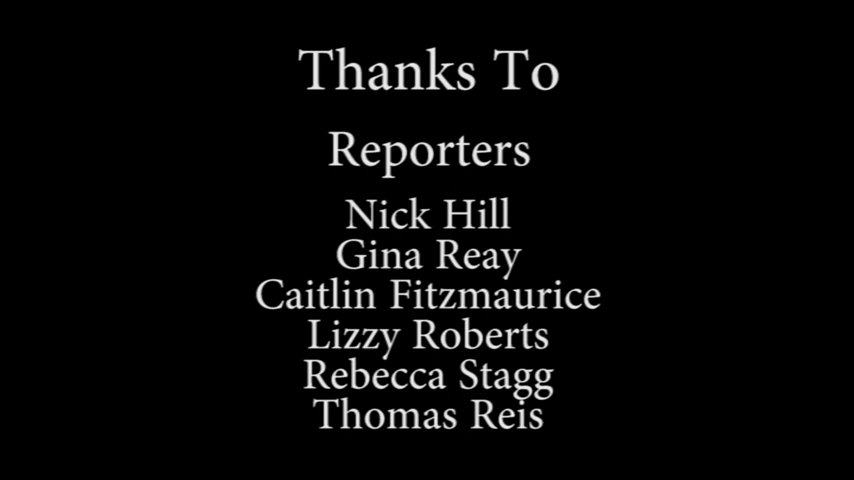 Thanks To
Reporters
Nick Hill
Gina Reay
Caitlin Fitzmaurice
Lizzy Roberts
Rebecca Stagg
Thomas Reis